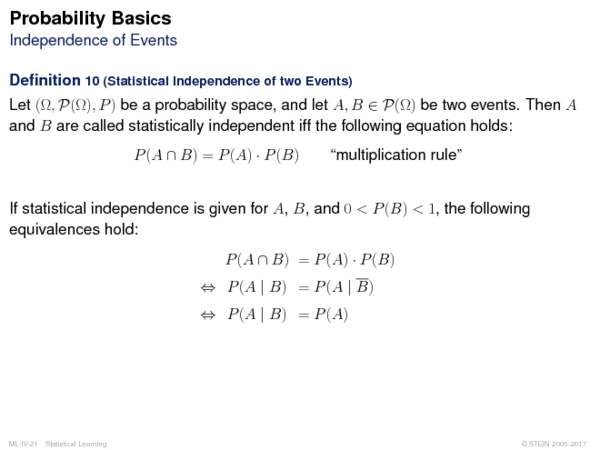 Probability Basics
Independence of Events
Definition 10 (Statistical Independence of two Events)
Let (Ω, 𝒫(Ω), P) be a probability space, and let A, B ∈ 𝒫(Ω) be two events. Then A
and B are called statistically independent iff the following equation holds:
P(A ∩ B) = P(A) · P(B) “multiplication rule”
If statistical independence is given for A, B, and 0 < P(B) < 1, the following
equivalences hold:
P(A ∩ B) = P(A) · P(B)
⇔ P(A | B) = P(A | B̅)
⇔ P(A | B) = P(A)
ML:IV-21 Statistical Learning © STEIN 2005-2017